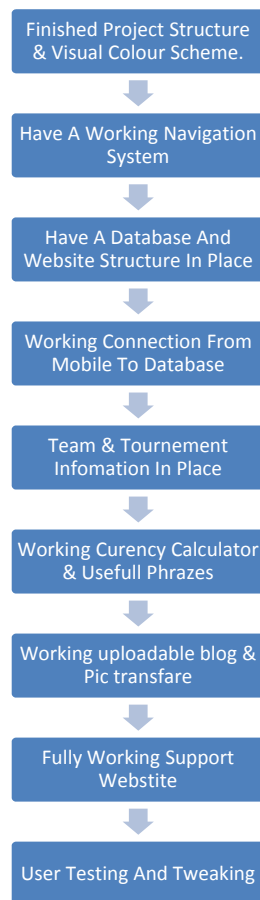 Finished Project Structure
& Visual Colour Scheme.
Have A Working Navigation
System
Have A Database And
Website Structure In Place
Working Connection From
Mobile To Database
Team & Tournement
Infomation In Place
Working Curency Calculator
& Usefull Phrazes
Working uploadable blog &
Pic transfare
Fully Working Support
Webstite
User Testing And Tweaking